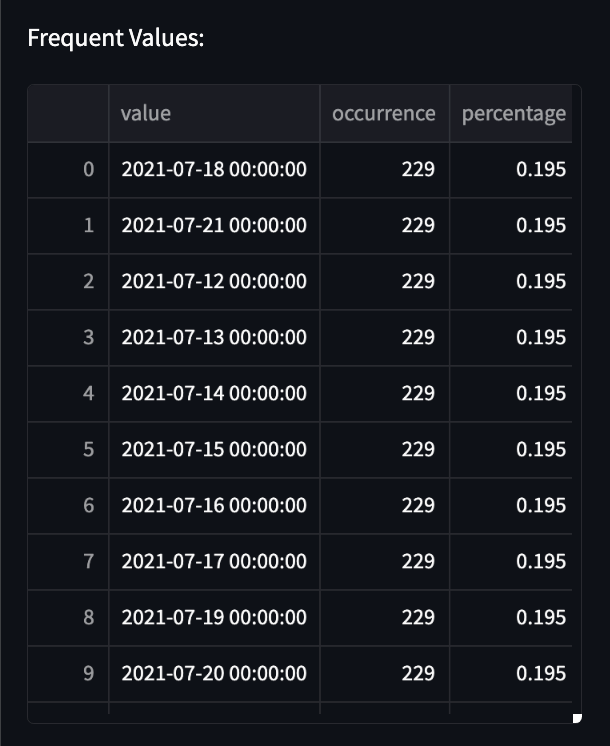 Frequent Values:
value occurrence percentage
0 2021-07-18 00:00:00 229 0.195
1 2021-07-21 00:00:00 229 0.195
2 2021-07-12 00:00:00 229 0.195
3 2021-07-13 00:00:00 229 0.195
4 2021-07-14 00:00:00 229 0.195
5 2021-07-15 00:00:00 229 0.195
6 2021-07-16 00:00:00 229 0.195
7 2021-07-17 00:00:00 229 0.195
8 2021-07-19 00:00:00 229 0.195
9 2021-07-20 00:00:00 229 0.195